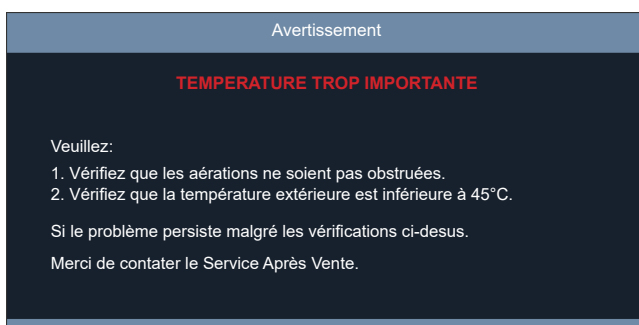 Avertissement
TEMPERATURE TROP IMPORTANTE
Veuillez:
1. Vérifiez que les aérations ne soient pas obstruées.
2. Vérifiez que la température extérieure est inférieure à 45°C.
Si le problème persiste malgré les vérifications ci-desus.
Merci de contater le Service Après Vente.